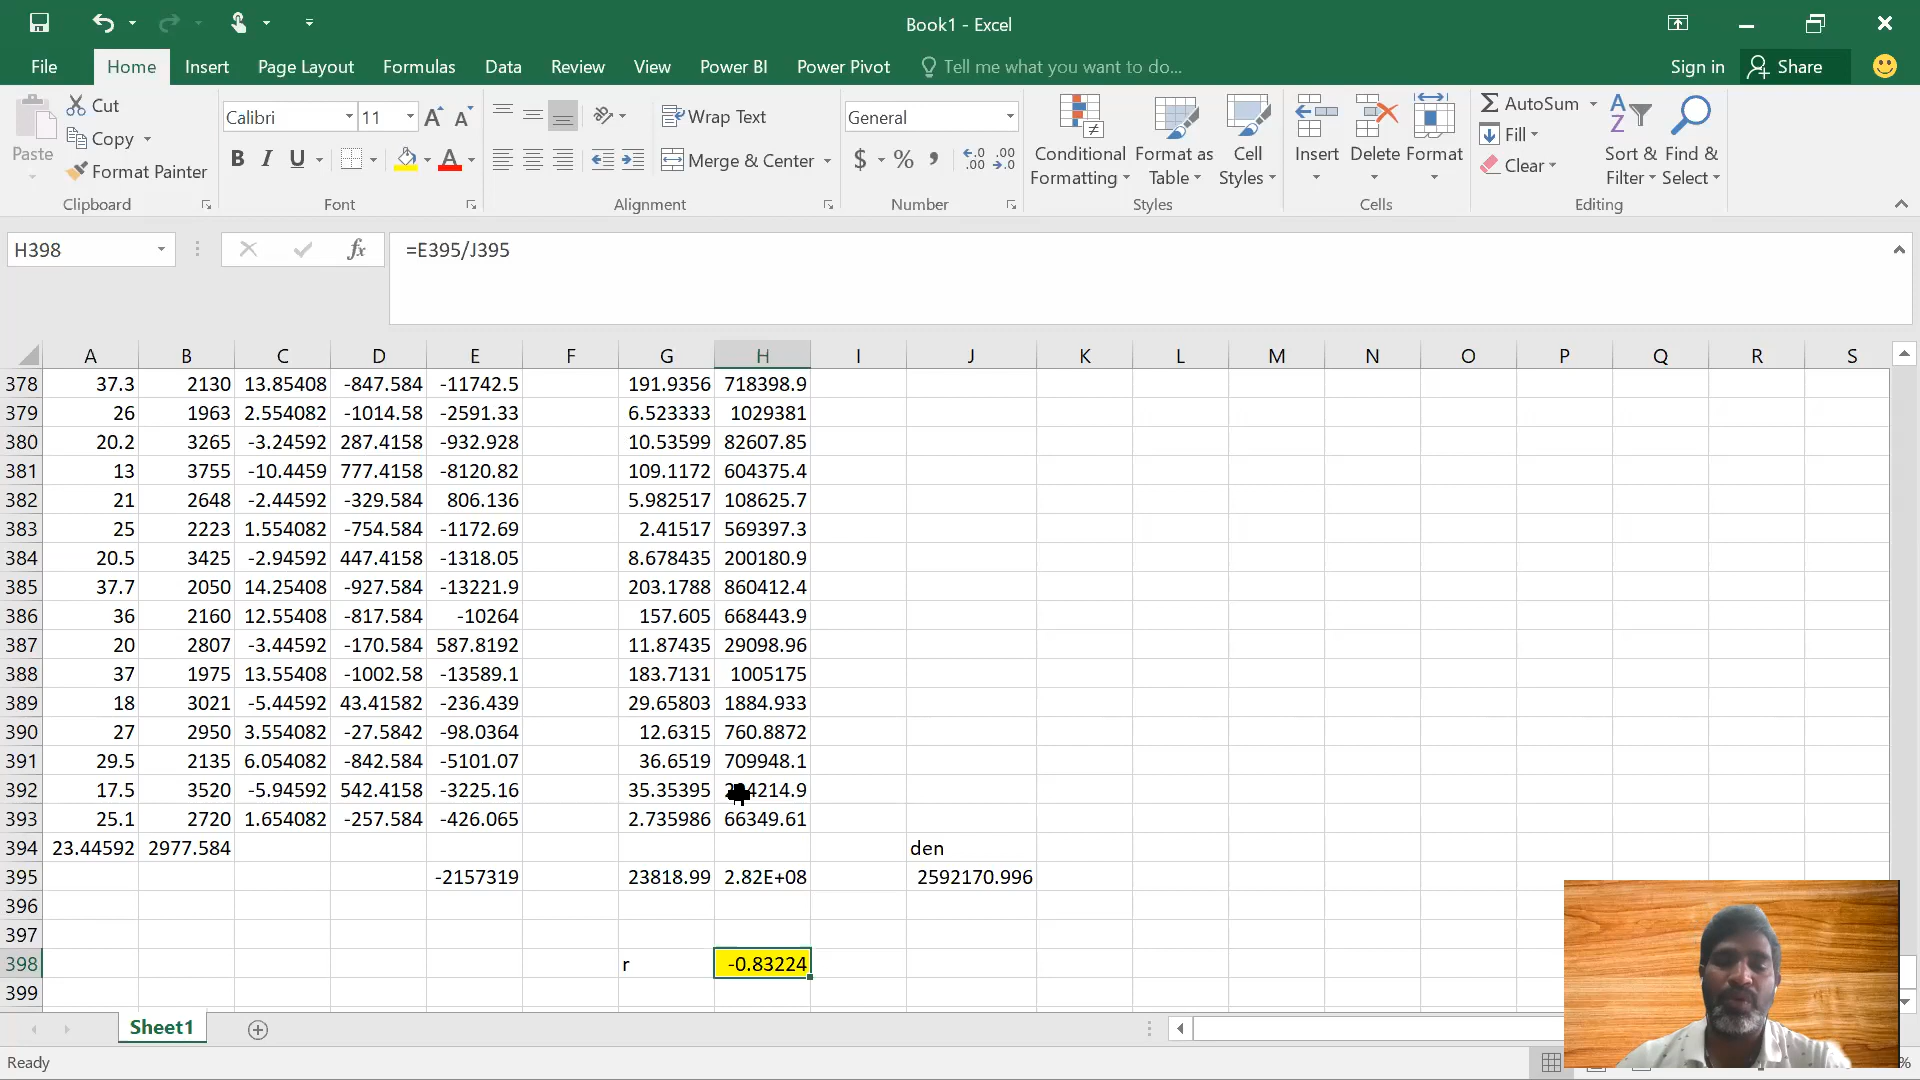 Book1 - Excel
File Home Insert Page Layout Formulas Data Review View Power BI Power Pivot Tell me what you want to do... Sign in Share
Paste
Cut
Copy
Format Painter
Clipboard
Calibri 11
B I U
Font
Wrap Text
Merge & Center
Alignment
General
$ % ,
Number
Conditional Formatting
Format as Table
Cell Styles
Styles
Insert Delete Format
Cells
AutoSum
Fill
Clear
Sort & Filter
Find & Select
Editing
H398 fx =E395/J395
A B C D E F G H I J K L M N O P Q R S
378 37.3 2130 13.85408 -847.584 -11742.5 191.9356 718398.9
379 26 1963 2.554082 -1014.58 -2591.33 6.523333 1029381
380 20.2 3265 -3.24592 287.4158 -932.928 10.53599 82607.85
381 13 3755 -10.4459 777.4158 -8120.82 109.1172 604375.4
382 21 2648 -2.44592 -329.584 806.136 5.982517 108625.7
383 25 2223 1.554082 -754.584 -1172.69 2.41517 569397.3
384 20.5 3425 -2.94592 447.4158 -1318.05 8.678435 200180.9
385 37.7 2050 14.25408 -927.584 -13221.9 203.1788 860412.4
386 36 2160 12.55408 -817.584 -10264 157.605 668443.9
387 20 2807 -3.44592 -170.584 587.8192 11.87435 29098.96
388 37 1975 13.55408 -1002.58 -13589.1 183.7131 1005175
389 18 3021 -5.44592 43.41582 -236.439 29.65803 1884.933
390 27 2950 3.554082 -27.5842 -98.0364 12.6315 760.8872
391 29.5 2135 6.054082 -842.584 -5101.07 36.6519 709948.1
392 17.5 3520 -5.94592 542.4158 -3225.16 35.35395
393 25.1 2720 1.654082 -257.584 -426.065 2.735986 66349.61
394 23.44592 2977.584 den
395 -2157319 23818.99 2.82E+08 2592170.996
396
397
398 r -0.83224
399
Sheet1
Ready